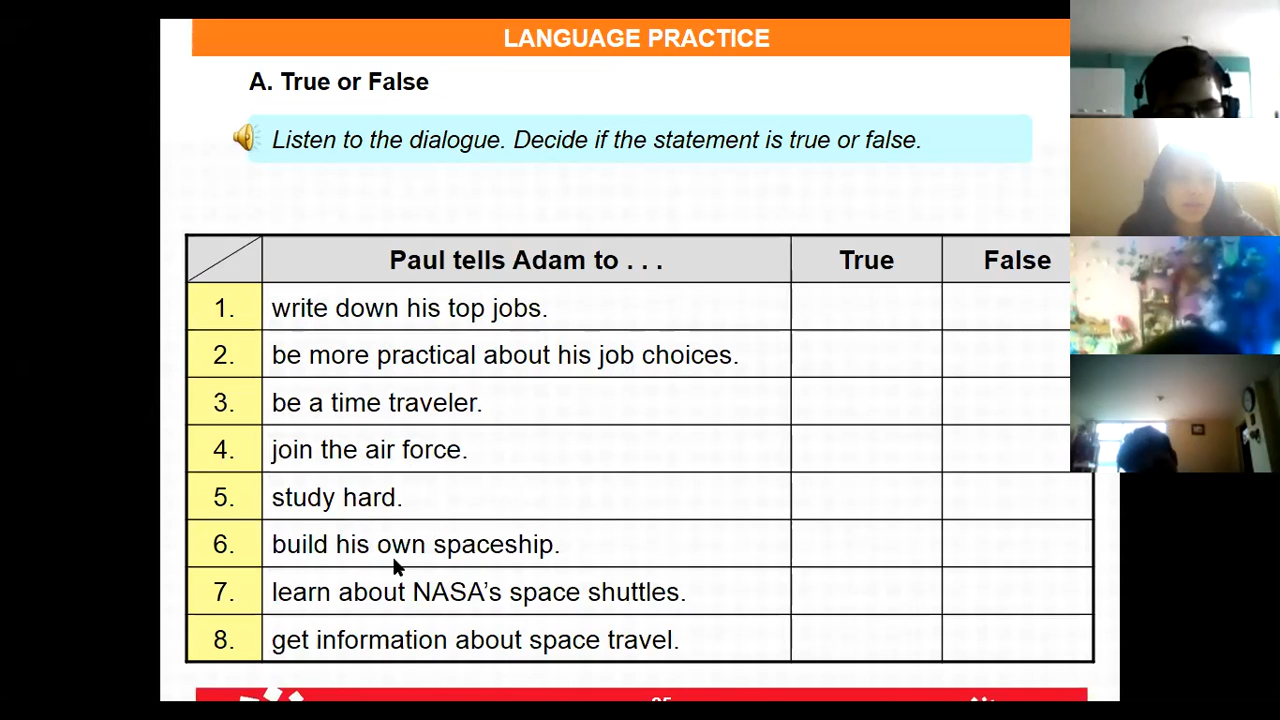 LANGUAGE PRACTICE
A. True or False
Listen to the dialogue. Decide if the statement is true or false.
Paul tells Adam to . . . True False
1. write down his top jobs.
2. be more practical about his job choices.
3. be a time traveler.
4. join the air force.
5. study hard.
6. build his own spaceship.
7. learn about NASA’s space shuttles.
8. get information about space travel.